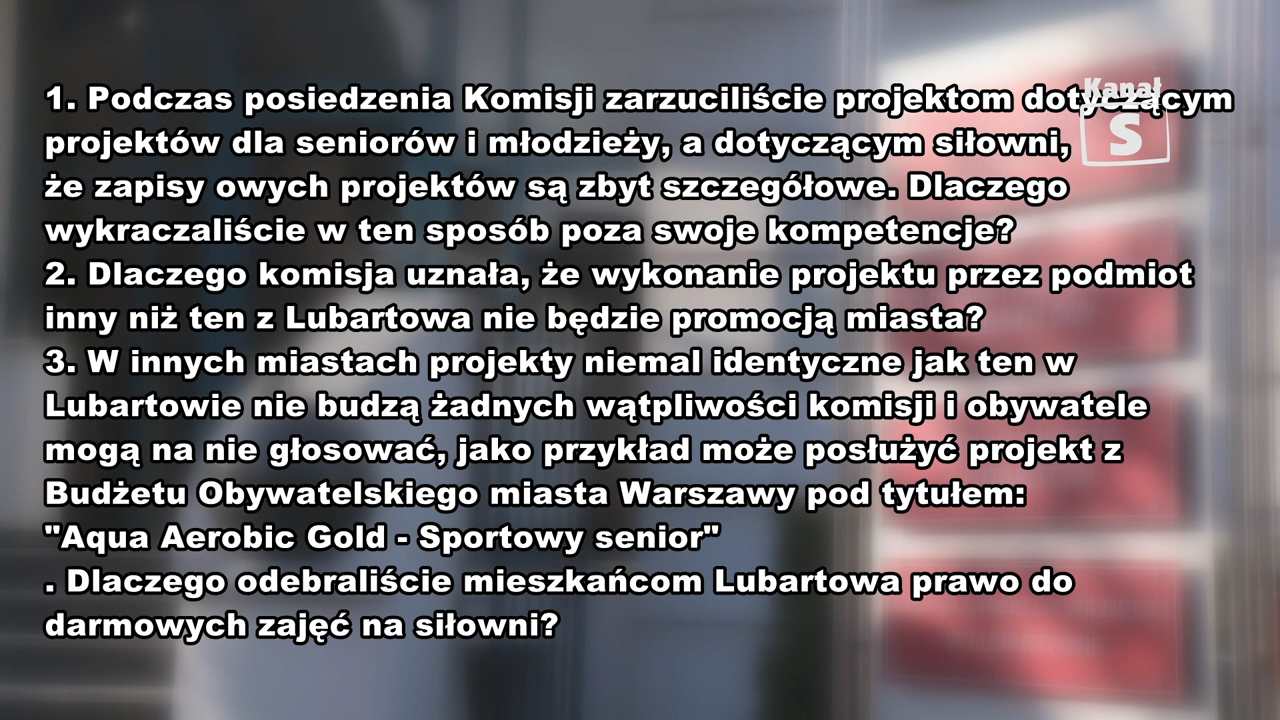 Kanał
S
1. Podczas posiedzenia Komisji zarzuciliście projektom dotyczącym
projektów dla seniorów i młodzieży, a dotyczącym siłowni,
że zapisy owych projektów są zbyt szczegółowe. Dlaczego
wykraczaliście w ten sposób poza swoje kompetencje?
2. Dlaczego komisja uznała, że wykonanie projektu przez podmiot
inny niż ten z Lubartowa nie będzie promocją miasta?
3. W innych miastach projekty niemal identyczne jak ten w
Lubartowie nie budzą żadnych wątpliwości komisji i obywatele
mogą na nie głosować, jako przykład może posłużyć projekt z
Budżetu Obywatelskiego miasta Warszawy pod tytułem:
"Aqua Aerobic Gold - Sportowy senior"
. Dlaczego odebraliście mieszkańcom Lubartowa prawo do
darmowych zajęć na siłowni?